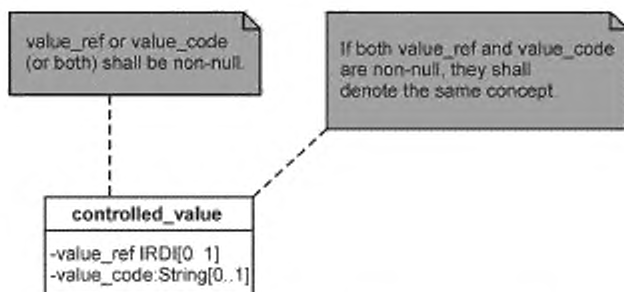 value_ref or value_code
(or both) shall be non-null.
If both value_ref and value_code
are non-null, they shall
denote the same concept
controlled_value
-value_ref IRDI[0 1]
-value_code:String[0..1]